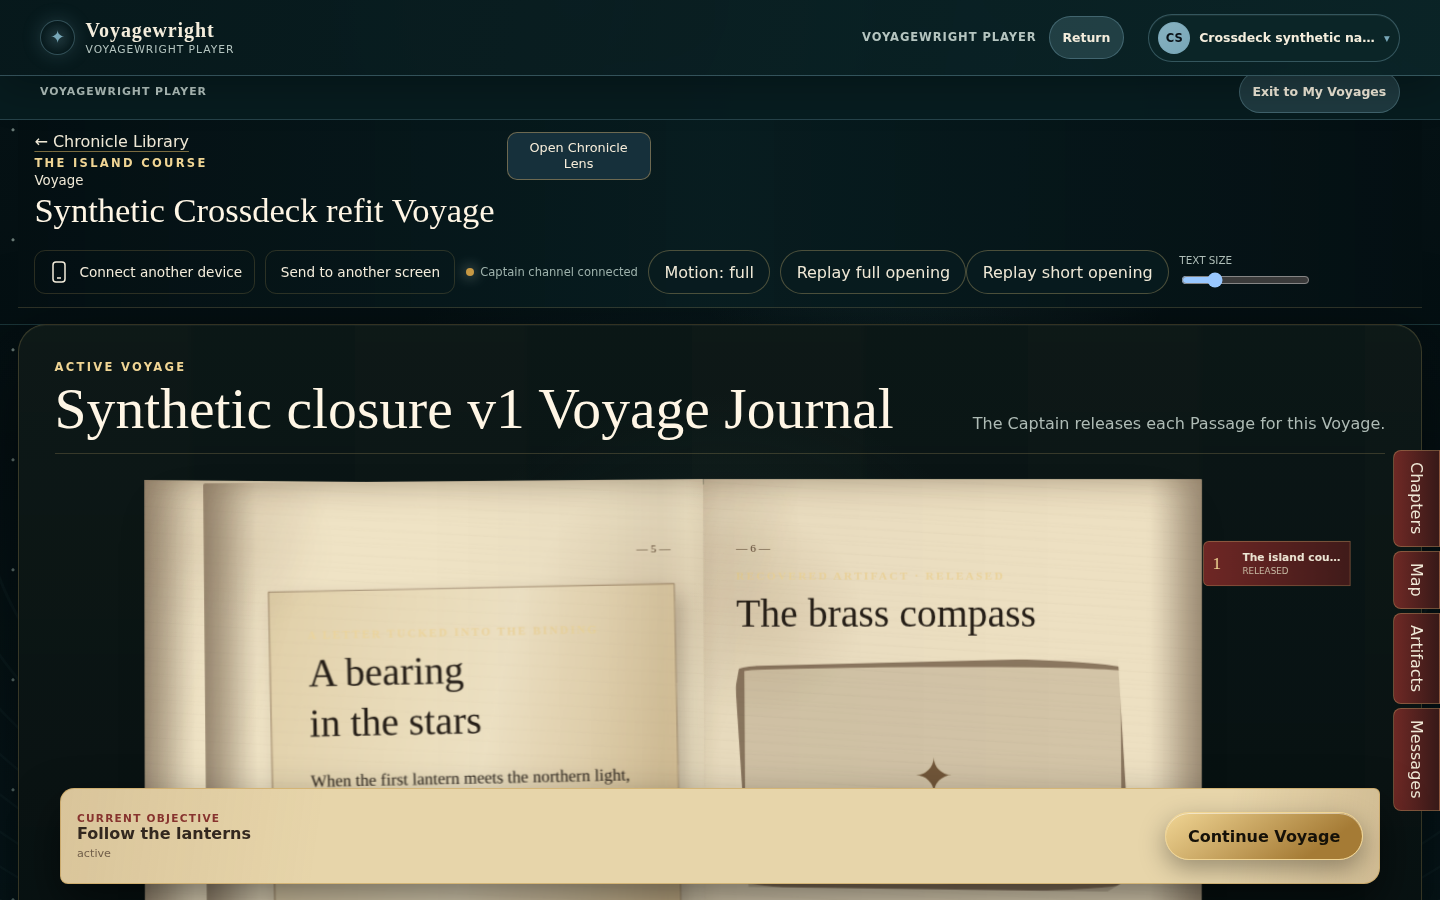 Voyagewright
VOYAGEWRIGHT PLAYER
VOYAGEWRIGHT PLAYER
Return
CS
Crossdeck synthetic na...
VOYAGEWRIGHT PLAYER
Exit to My Voyages
← Chronicle Library
THE ISLAND COURSE
Voyage
Synthetic Crossdeck refit Voyage
Open Chronicle
Lens
Connect another device
Send to another screen
Captain channel connected
Motion: full
Replay full opening
Replay short opening
TEXT SIZE
ACTIVE VOYAGE
Synthetic closure v1 Voyage Journal
The Captain releases each Passage for this Voyage.
— 5 —
INTO THE
A bearing
in the stars
When the first lantern meets the northern light,
— 6 —
ARTIFACT · RELEASED
The brass compass
1
The island cou...
RELEASED
Chapters
Map
Artifacts
Messages
CURRENT OBJECTIVE
Follow the lanterns
active
Continue Voyage